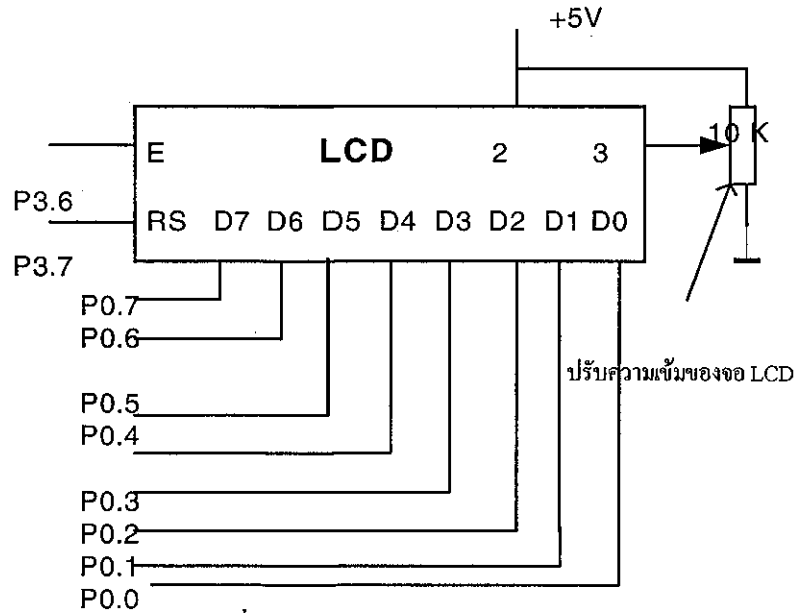 +5V
10 K
E LCD 2 3
P3.6
RS D7 D6 D5 D4 D3 D2 D1 D0
P3.7
P0.7
P0.6
ปรับความเข้มของจอ LCD
P0.5
P0.4
P0.3
P0.2
P0.1
P0.0